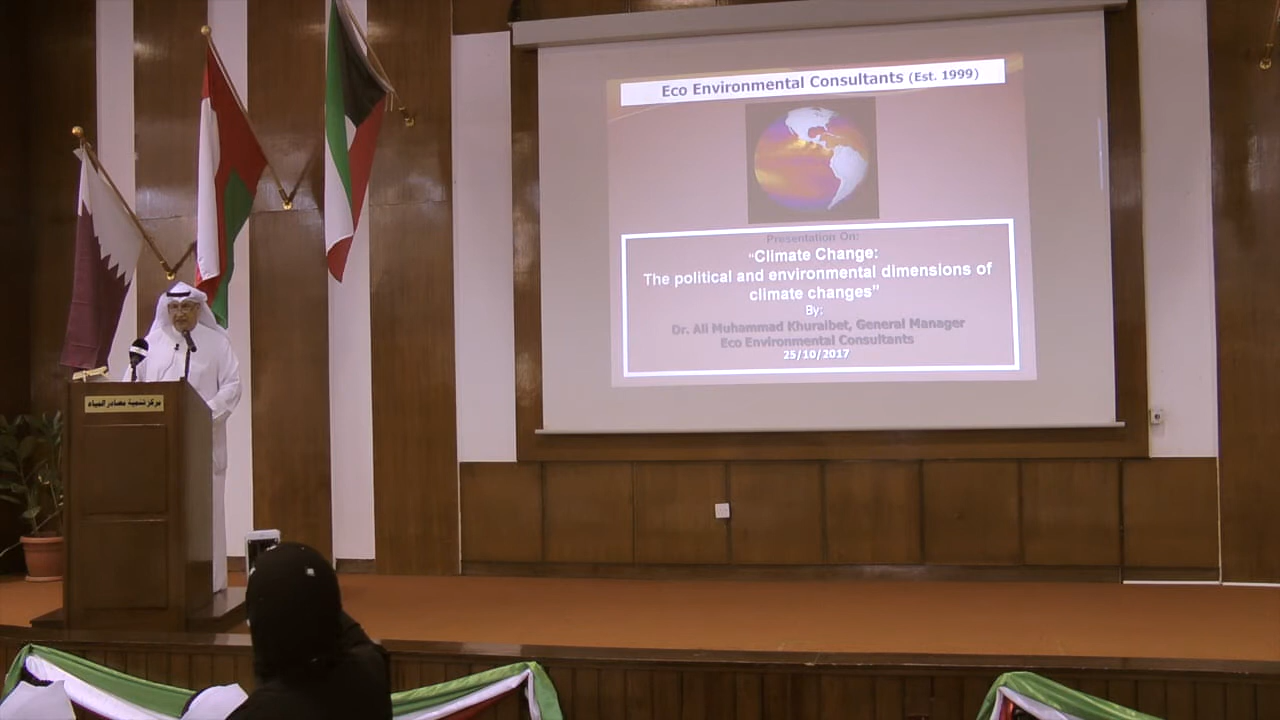 Eco Environmental Consultants (Est. 1999)
Presentation On:
"Climate Change:
The political and environmental dimensions of
climate changes"
By:
Dr. Ali Muhammad Khuraibet, General Manager
Eco Environmental Consultants
25/10/2017
مركز تنمية مصادر المياه